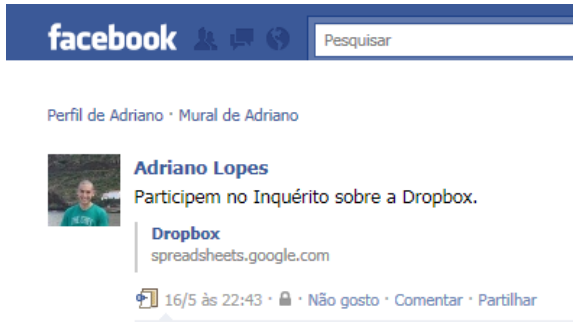 facebook
Pesquisar
Perfil de Adriano · Mural de Adriano
Adriano Lopes
Participem no Inquérito sobre a Dropbox.
Dropbox
spreadsheets.google.com
16/5 às 22:43 · Não gosto · Comentar · Partilhar